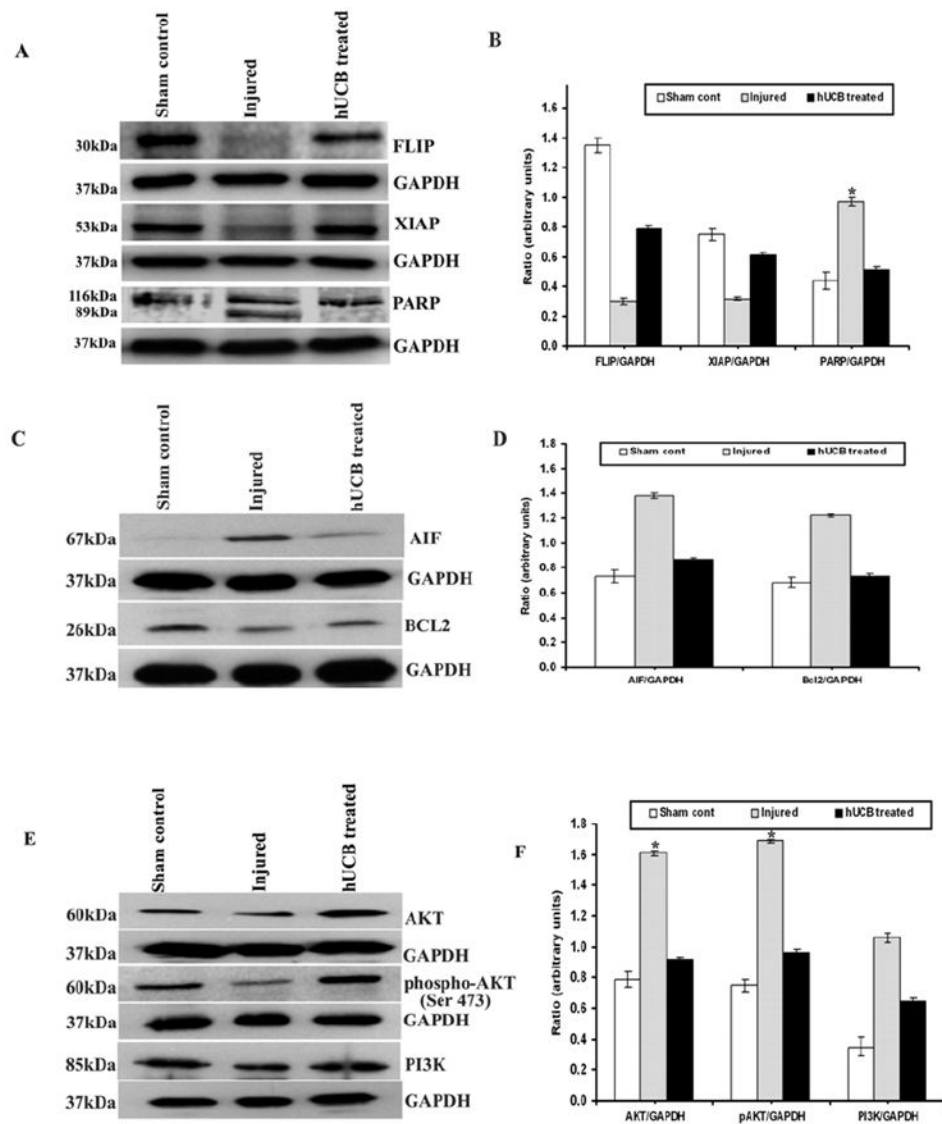 A
Sham control
Injured
hUCB treated
30kDa
FLIP
37kDa
GAPDH
53kDa
XIAP
37kDa
GAPDH
116kDa
89kDa
PARP
37kDa
GAPDH
B
Sham cont
Injured
hUCB treated
Ratio (arbitrary units)
1.6
1.4
1.2
1.0
0.8
0.6
0.4
0.2
0.0
*
FLIP/GAPDH
XIAP/GAPDH
PARP/GAPDH
C
Sham control
Injured
hUCB treated
67kDa
AIF
37kDa
GAPDH
26kDa
BCL2
37kDa
GAPDH
D
Sham cont
Injured
hUCB treated
Ratio (arbitrary units)
1.8
1.6
1.4
1.2
1.0
0.8
0.6
0.4
0.2
0.0
AIF/GAPDH
Bcl2/GAPDH
E
Sham control
Injured
hUCB treated
60kDa
AKT
37kDa
GAPDH
60kDa
phospho-AKT
(Ser 473)
37kDa
GAPDH
85kDa
PI3K
37kDa
GAPDH
F
Sham cont
Injured
hUCB treated
Ratio (arbitrary units)
1.8
1.6
1.4
1.2
1.0
0.8
0.6
0.4
0.2
0.0
*
*
AKT/GAPDH
pAKT/GAPDH
PI3K/GAPDH